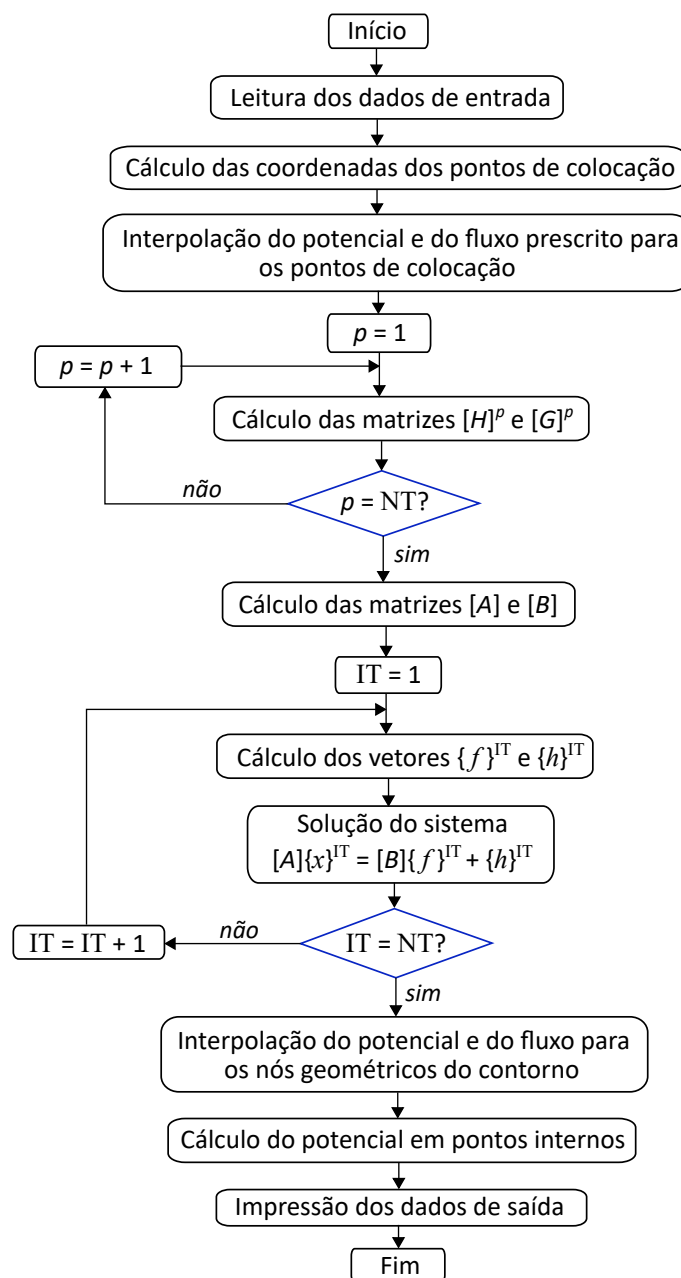 Início
Leitura dos dados de entrada
Cálculo das coordenadas dos pontos de colocação
Interpolação do potencial e do fluxo prescrito para
os pontos de colocação
p = 1
p = p + 1
Cálculo das matrizes [H]^p e [G]^p
não
p = NT?
sim
Cálculo das matrizes [A] e [B]
IT = 1
Cálculo dos vetores {f}^IT e {h}^IT
Solução do sistema
[A]{x}^IT = [B]{f}^IT + {h}^IT
IT = IT + 1
não
IT = NT?
sim
Interpolação do potencial e do fluxo para
os nós geométricos do contorno
Cálculo do potencial em pontos internos
Impressão dos dados de saída
Fim